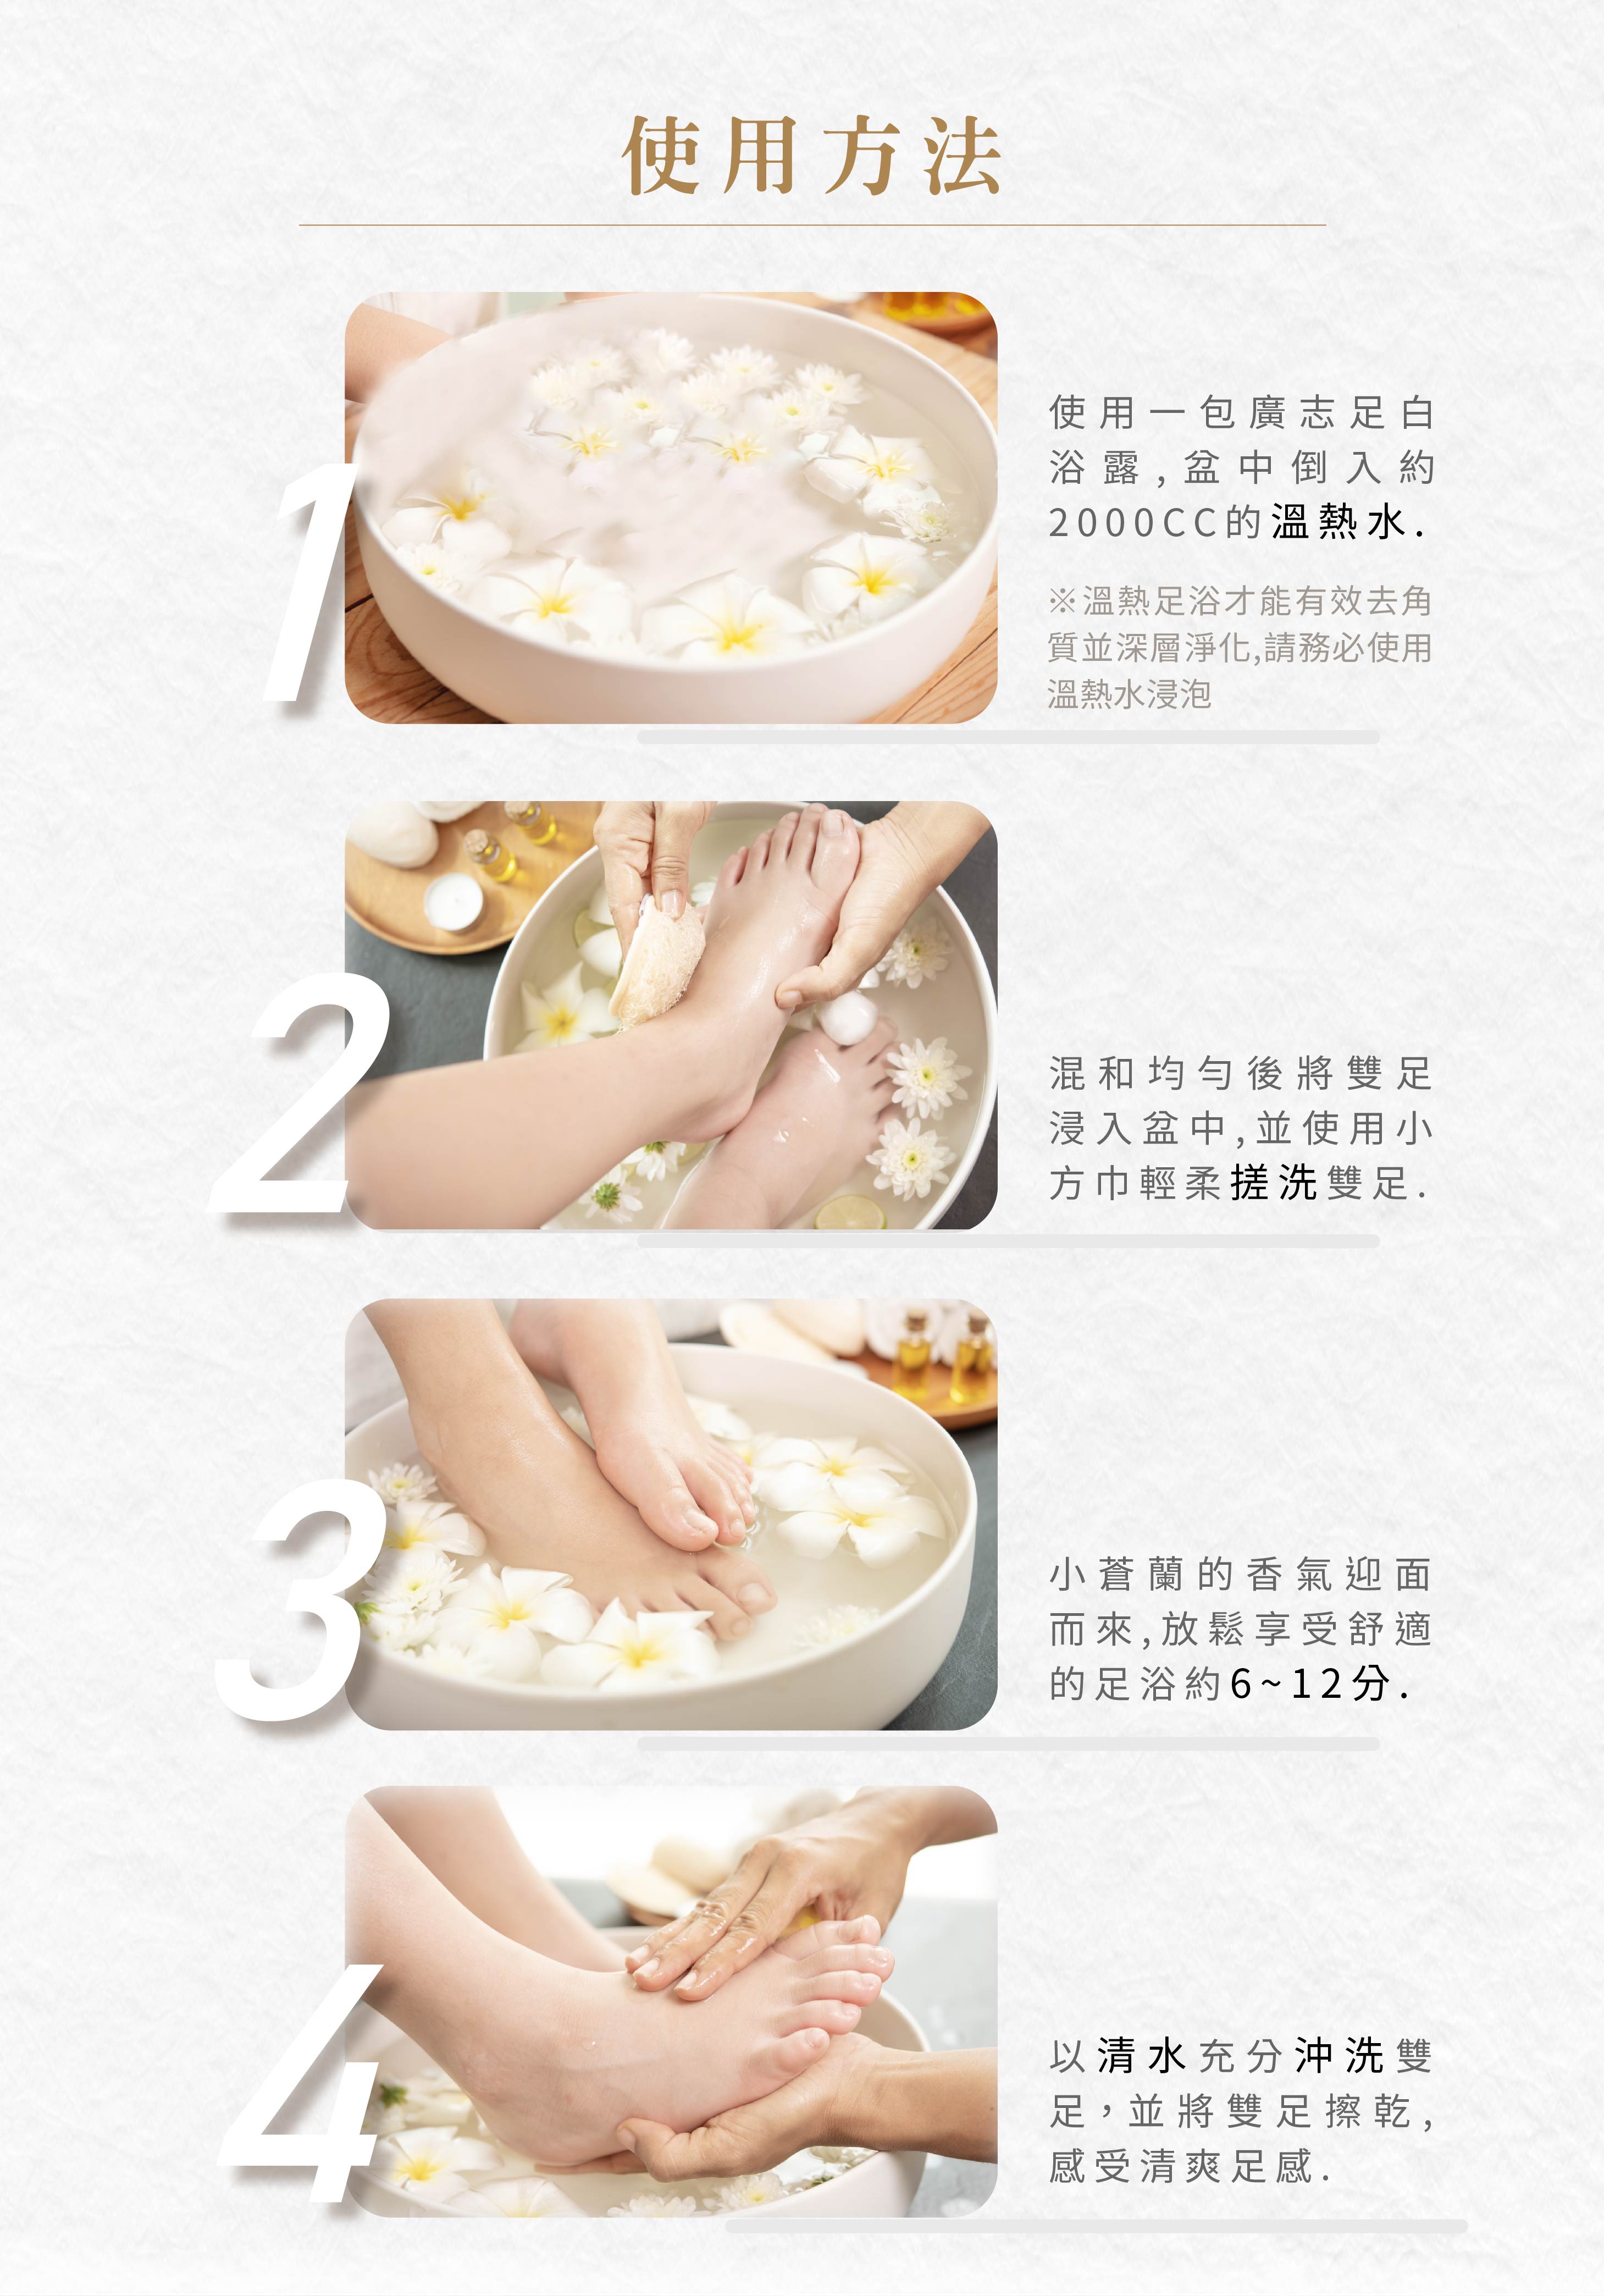 使用方法
1
使用一包廣志足白
浴露,盆中倒入約
2000CC的溫熱水.
※溫熱足浴才能有效去角
質並深層淨化,請務必使用
溫熱水浸泡
2
混和均勻後將雙足
浸入盆中,並使用小
方巾輕柔搓洗雙足.
3
小蒼蘭的香氣迎面
而來,放鬆享受舒適
的足浴約6~12分.
4
以清水充分沖洗雙
足，並將雙足擦乾,
感受清爽足感.